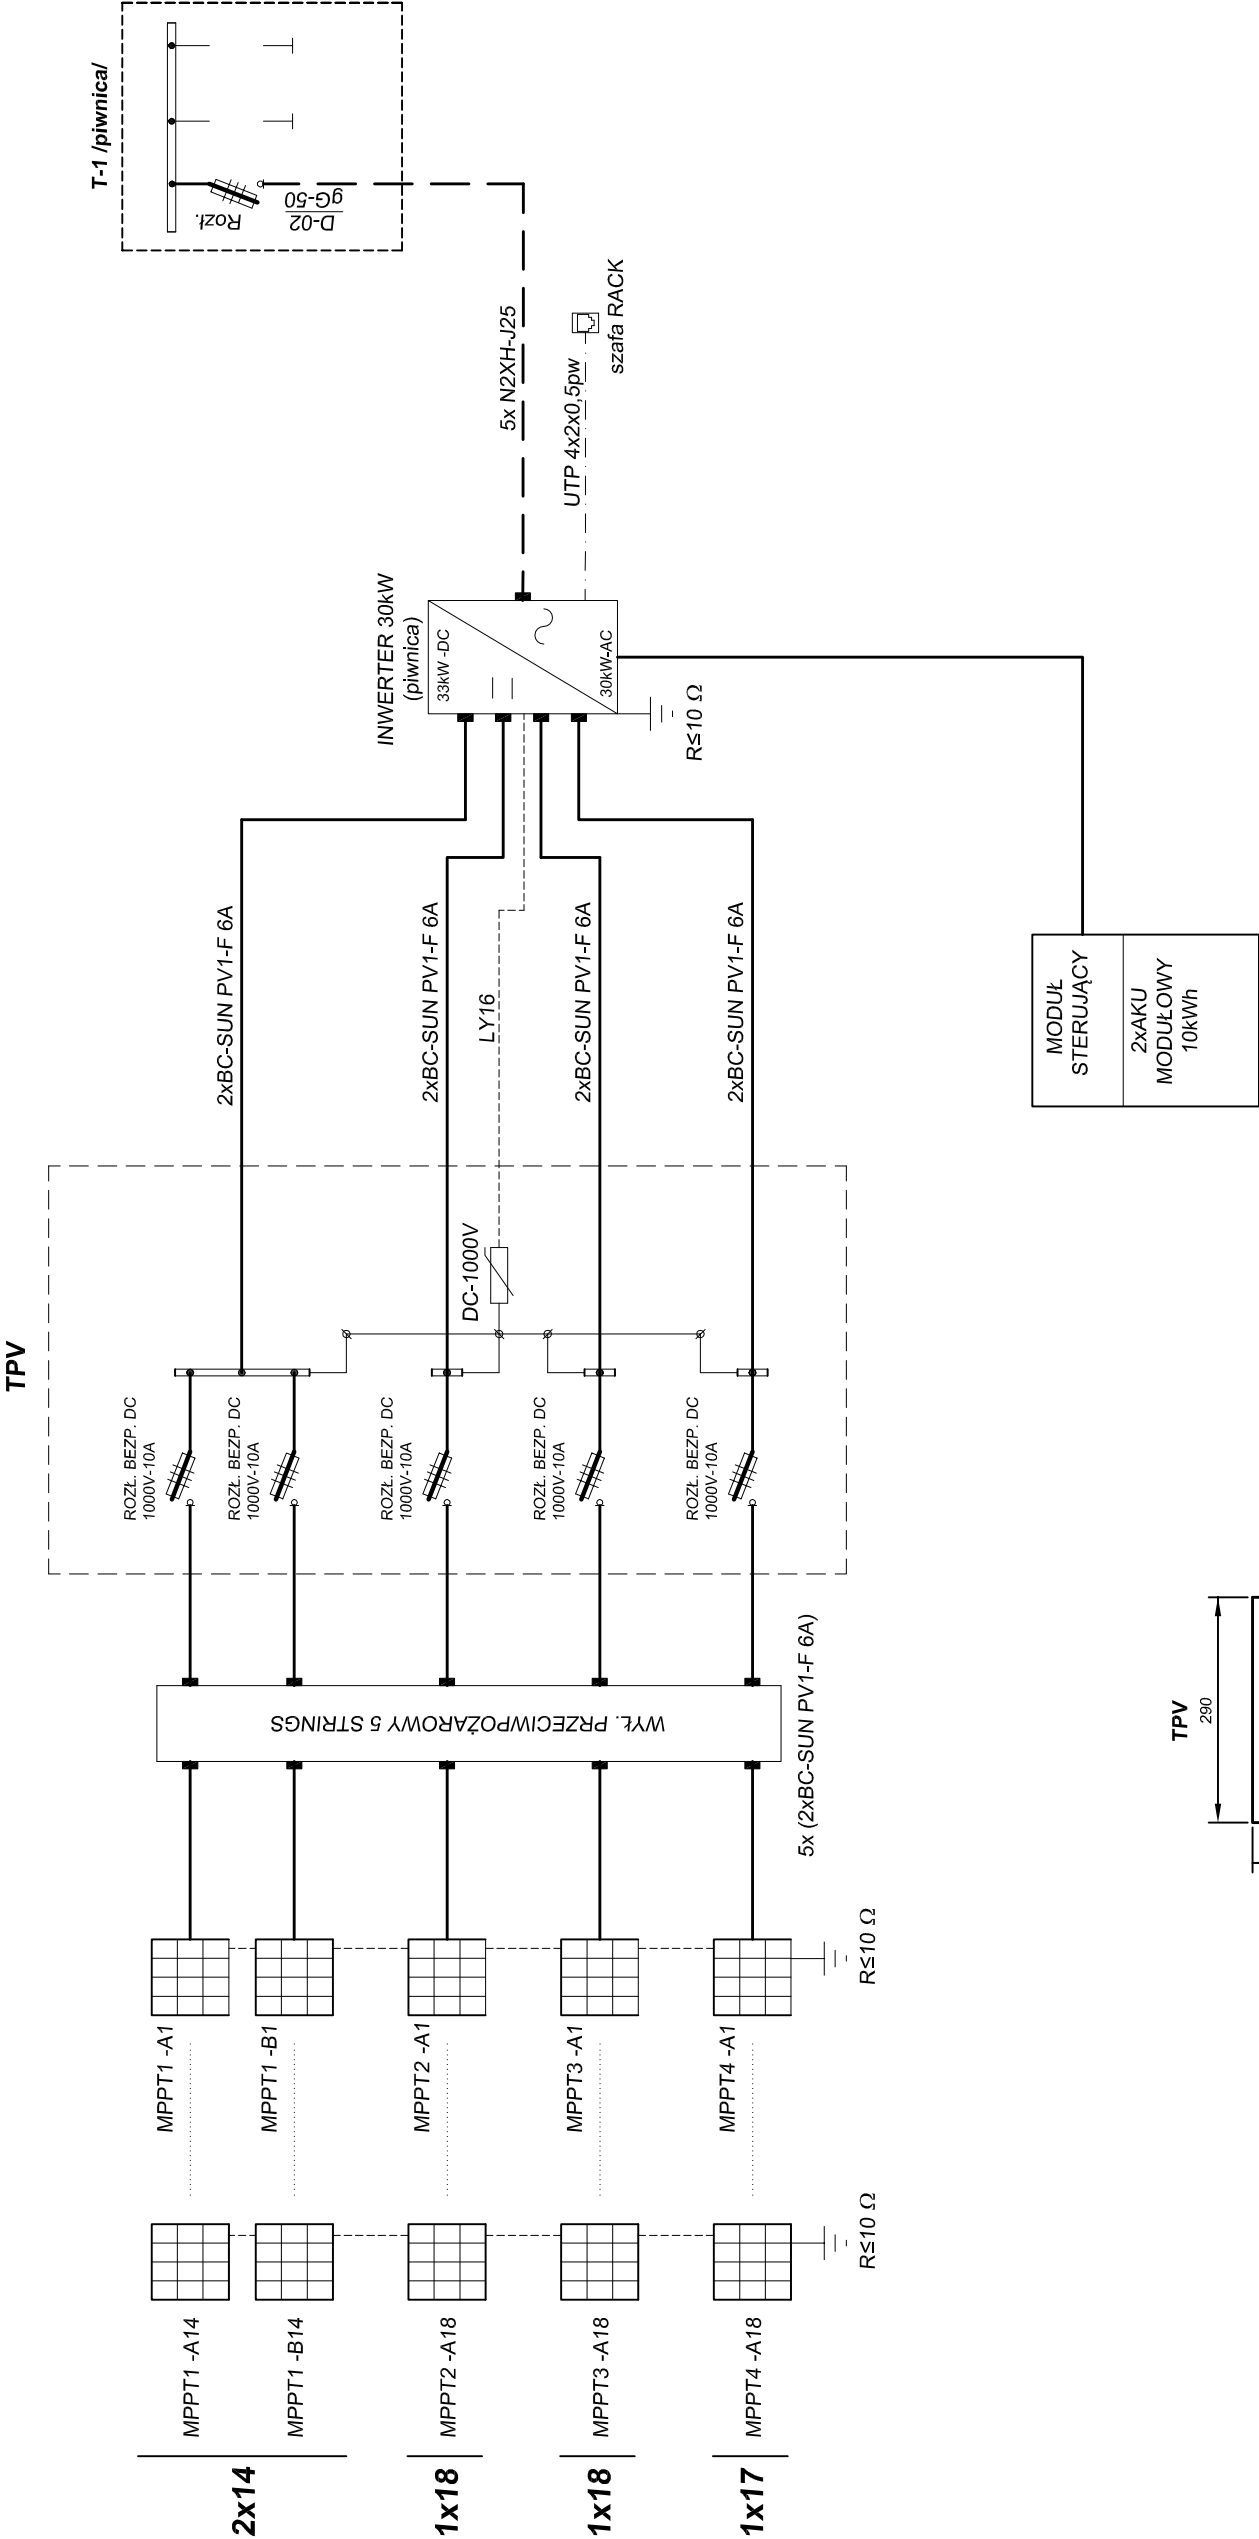 T-1 /piwnica/
Rozł.
D-02
gG-50
5x N2XH-J25
UTP 4x2x0,5pw
szafa RACK
INWERTER 30kW
(piwnica)
33kW -DC
30kW-AC
R≤10 Ω
2xBC-SUN PV1-F 6A
2xBC-SUN PV1-F 6A
LY16
2xBC-SUN PV1-F 6A
2xBC-SUN PV1-F 6A
MODUŁ
STERUJĄCY
2xAKU
MODUŁOWY
10kWh
TPV
DC-1000V
ROZŁ. BEZP. DC
1000V-10A
ROZŁ. BEZP. DC
1000V-10A
ROZŁ. BEZP. DC
1000V-10A
ROZŁ. BEZP. DC
1000V-10A
ROZŁ. BEZP. DC
1000V-10A
WYŁ. PRZECIWPOŻAROWY 5 STRINGS
5x (2xBC-SUN PV1-F 6A)
TPV
290
MPPT1 -A1
MPPT1 -B1
MPPT2 -A1
MPPT3 -A1
MPPT4 -A1
R≤10 Ω
MPPT1 -A14
MPPT1 -B14
MPPT2 -A18
MPPT3 -A18
MPPT4 -A18
R≤10 Ω
2x14
1x18
1x18
1x17